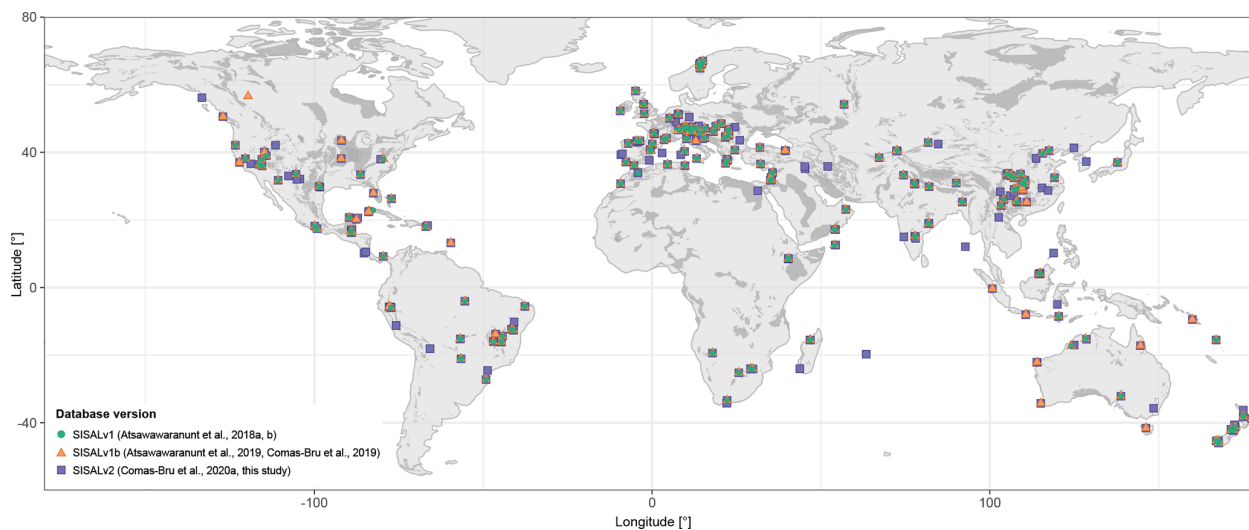 80
40
0
-40
Latitude [°]
Database version
SISALv1 (Atsawawaranunt et al., 2018a, b)
SISALv1b (Atsawawaranunt et al., 2019, Comas-Bru et al., 2019)
SISALv2 (Comas-Bru et al., 2020a, this study)
-100
0
100
Longitude [°]